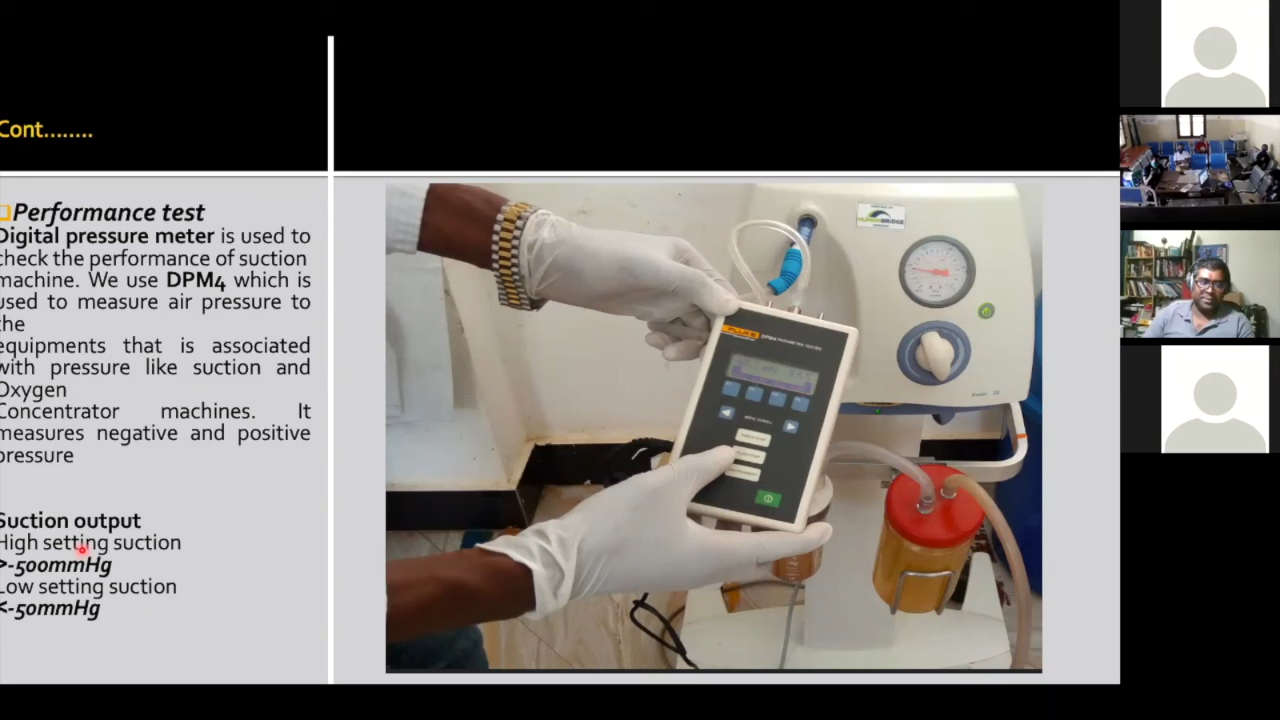 Cont........
Performance test
Digital pressure meter is used to
check the performance of suction
machine. We use DPM4 which is
used to measure air pressure to
the
equipments that is associated
with pressure like suction and
Oxygen
Concentrator machines. It
measures negative and positive
pressure
Suction output
High setting suction
>-500mmHg
Low setting suction
<-50mmHg
HUMAN BRIDGE
FLUKE